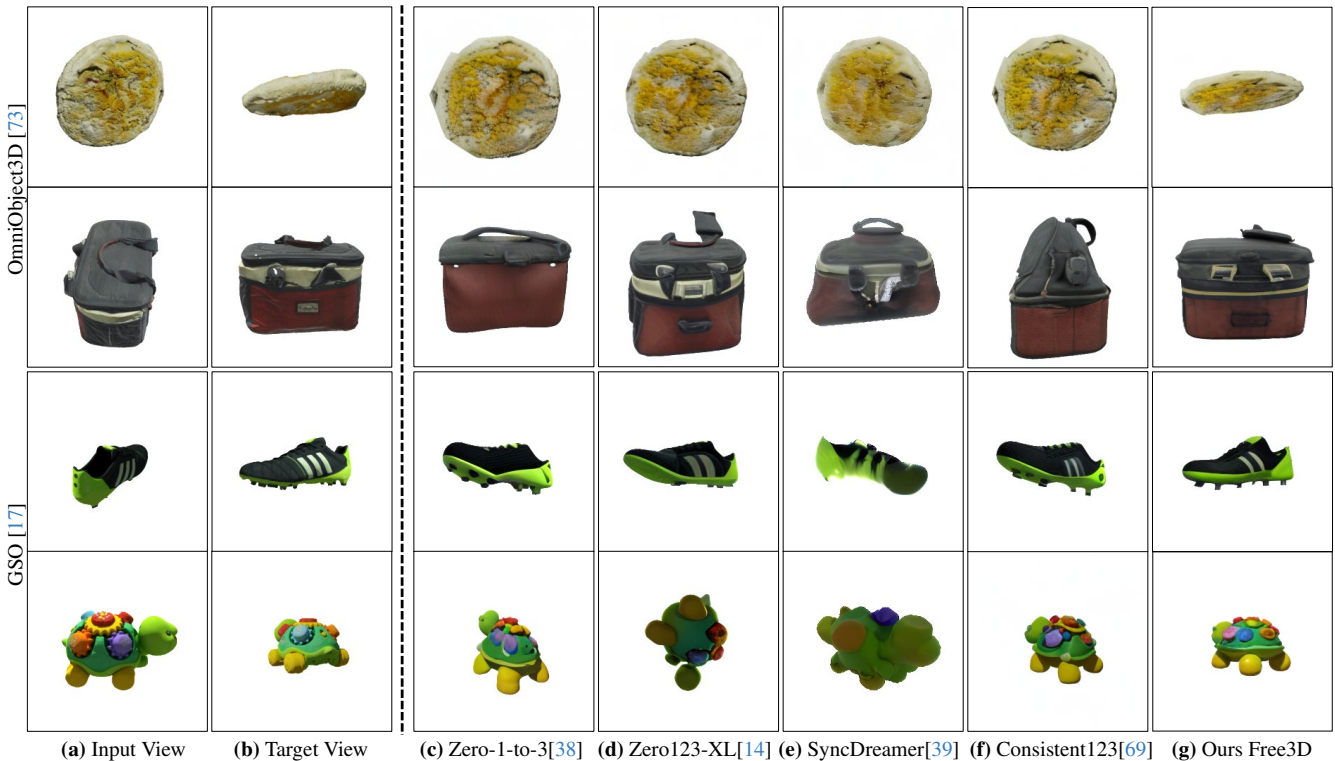 OmniObject3D [73]
GSO [17]
(a) Input View (b) Target View (c) Zero-1-to-3[38] (d) Zero123-XL[14] (e) SyncDreamer[39] (f) Consistent123[69] (g) Ours Free3D